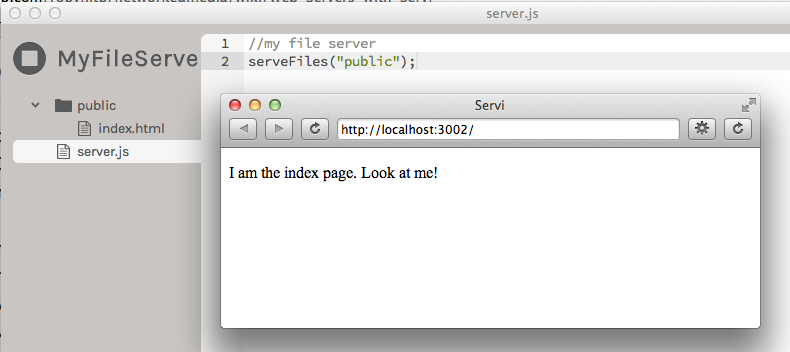 server.js
MyFileServe
public
index.html
server.js
1 //my file server
2 serveFiles("public");
Servi
http://localhost:3002/
I am the index page. Look at me!